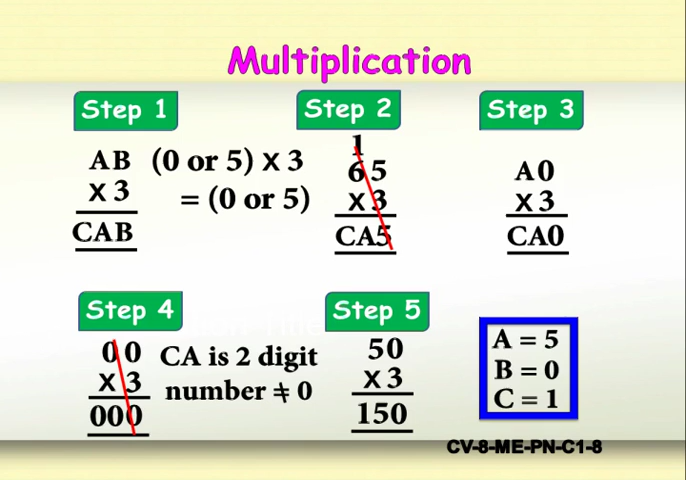 Multiplication
Step 1
AB (0 or 5) X 3
X 3 = (0 or 5)
CAB
Step 2
1
65
X 3
CA5
Step 3
A0
X 3
CA0
Step 4
00 CA is 2 digit
X 3 number ≠ 0
000
Step 5
50
X 3
150
A = 5
B = 0
C = 1
CV-8-ME-PN-C1-8